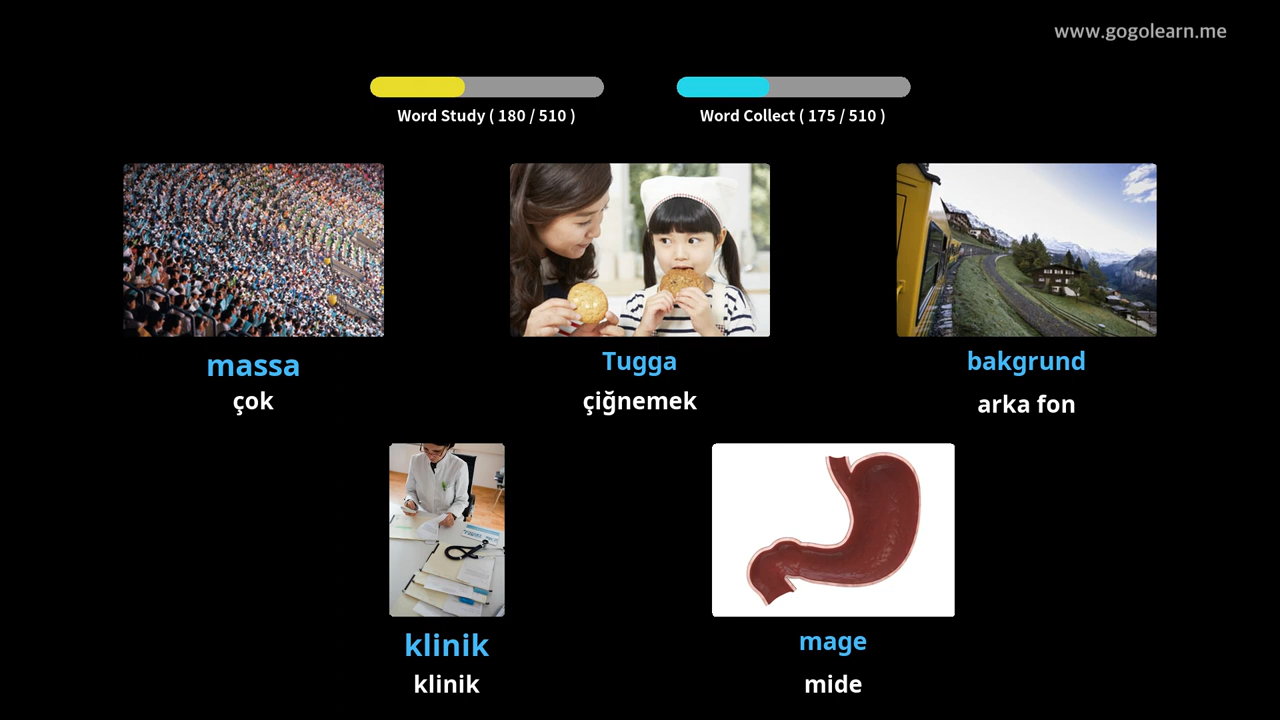 www.gogolearn.me
Word Study ( 180 / 510 )
Word Collect ( 175 / 510 )
massa
çok
Tugga
çiğnemek
bakgrund
arka fon
klinik
klinik
mage
mide